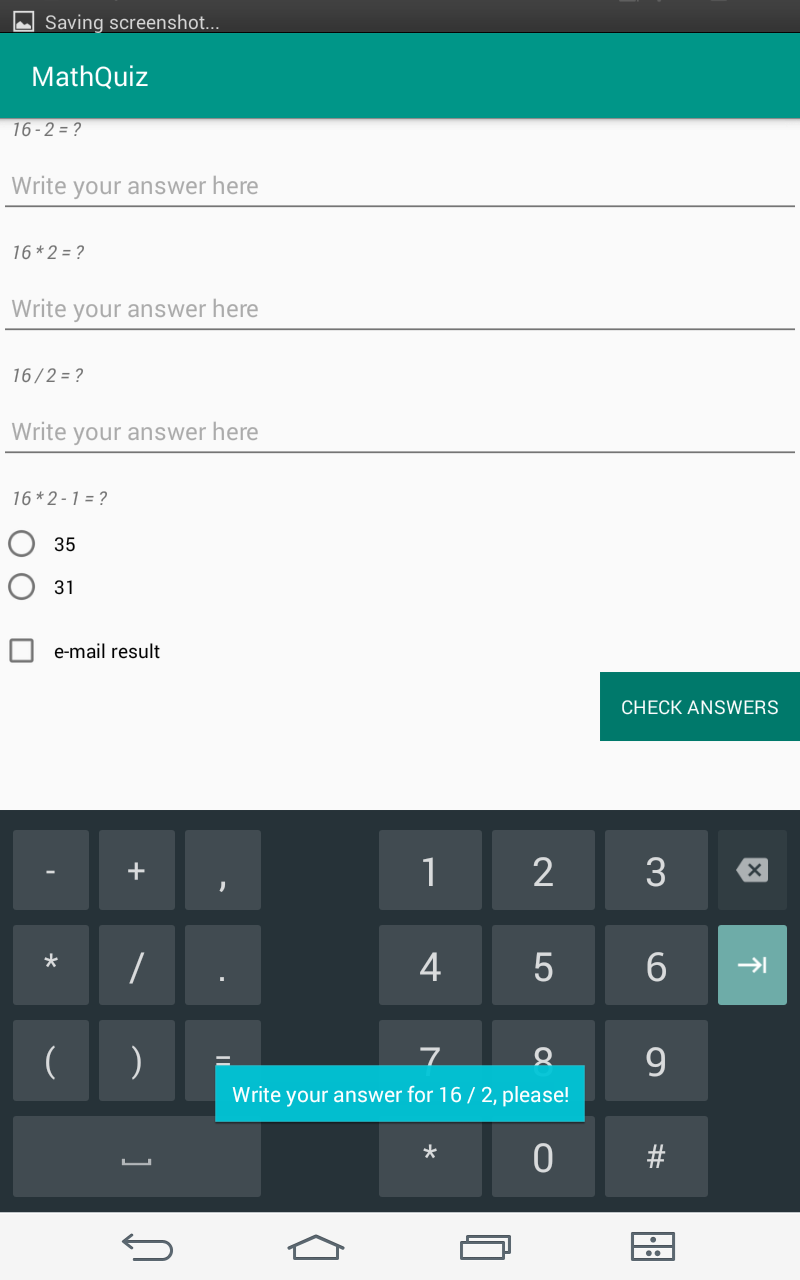 Saving screenshot...
MathQuiz
16 - 2 = ?
Write your answer here
16 * 2 = ?
Write your answer here
16 / 2 = ?
Write your answer here
16 * 2 - 1 = ?
35
31
e-mail result
CHECK ANSWERS
- + , 1 2 3
* / . 4 5 6
( ) = 7 8 9
Write your answer for 16 / 2, please!
* 0 #